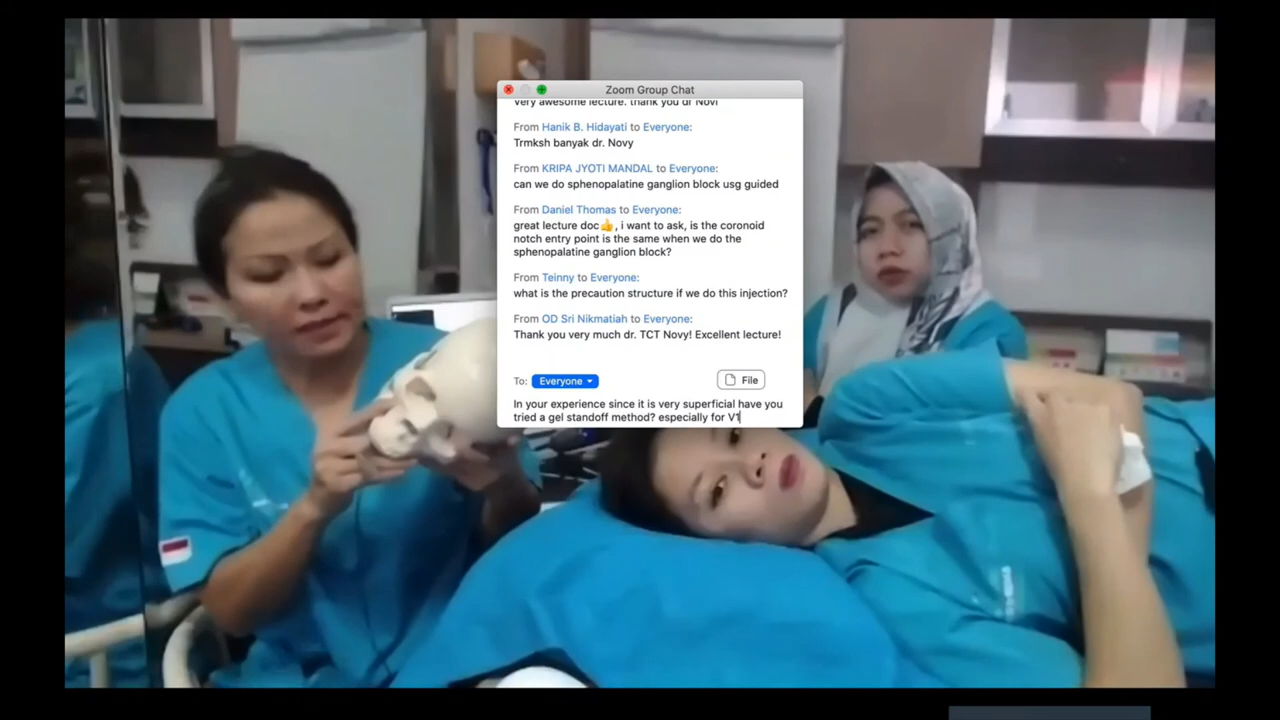 Zoom Group Chat
Very awesome lecture. thank you dr Novi
From Hanik B. Hidayati to Everyone:
Trmksh banyak dr. Novy
From KRIPA JYOTI MANDAL to Everyone:
can we do sphenopalatine ganglion block usg guided
From Daniel Thomas to Everyone:
great lecture doc👍, i want to ask, is the coronoid
notch entry point is the same when we do the
sphenopalatine ganglion block?
From Teinny to Everyone:
what is the precaution structure if we do this injection?
From OD Sri Nikmatiah to Everyone:
Thank you very much dr. TCT Novy! Excellent lecture!
To: Everyone
File
In your experience since it is very superficial have you
tried a gel standoff method? especially for V1